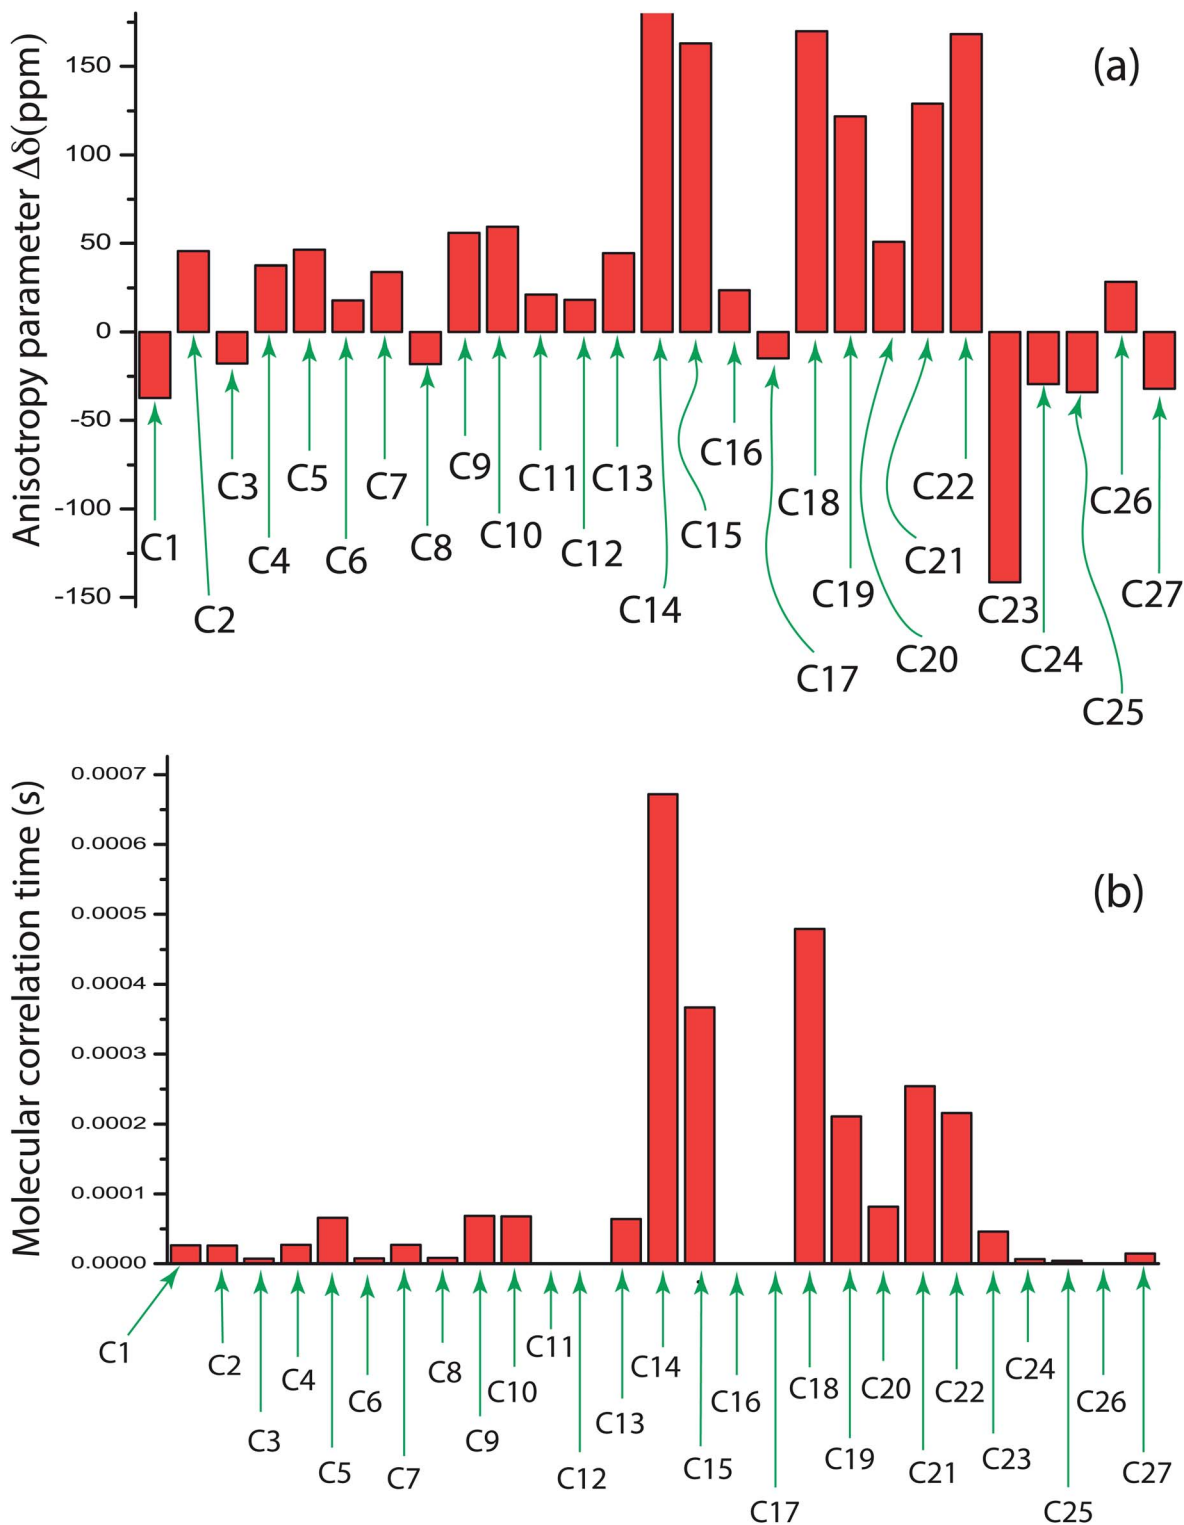 (a)
Anisotropy parameter Δδ(ppm)
150
100
50
0
-50
-100
-150
C1
C2
C3
C4
C5
C6
C7
C8
C9
C10
C11
C12
C13
C14
C15
C16
C17
C18
C19
C20
C21
C22
C23
C24
C25
C26
C27
(b)
Molecular correlation time (s)
0.0007
0.0006
0.0005
0.0004
0.0003
0.0002
0.0001
0.0000
C1
C2
C3
C4
C5
C6
C7
C8
C9
C10
C11
C12
C13
C14
C15
C16
C17
C18
C19
C20
C21
C22
C23
C24
C25
C26
C27